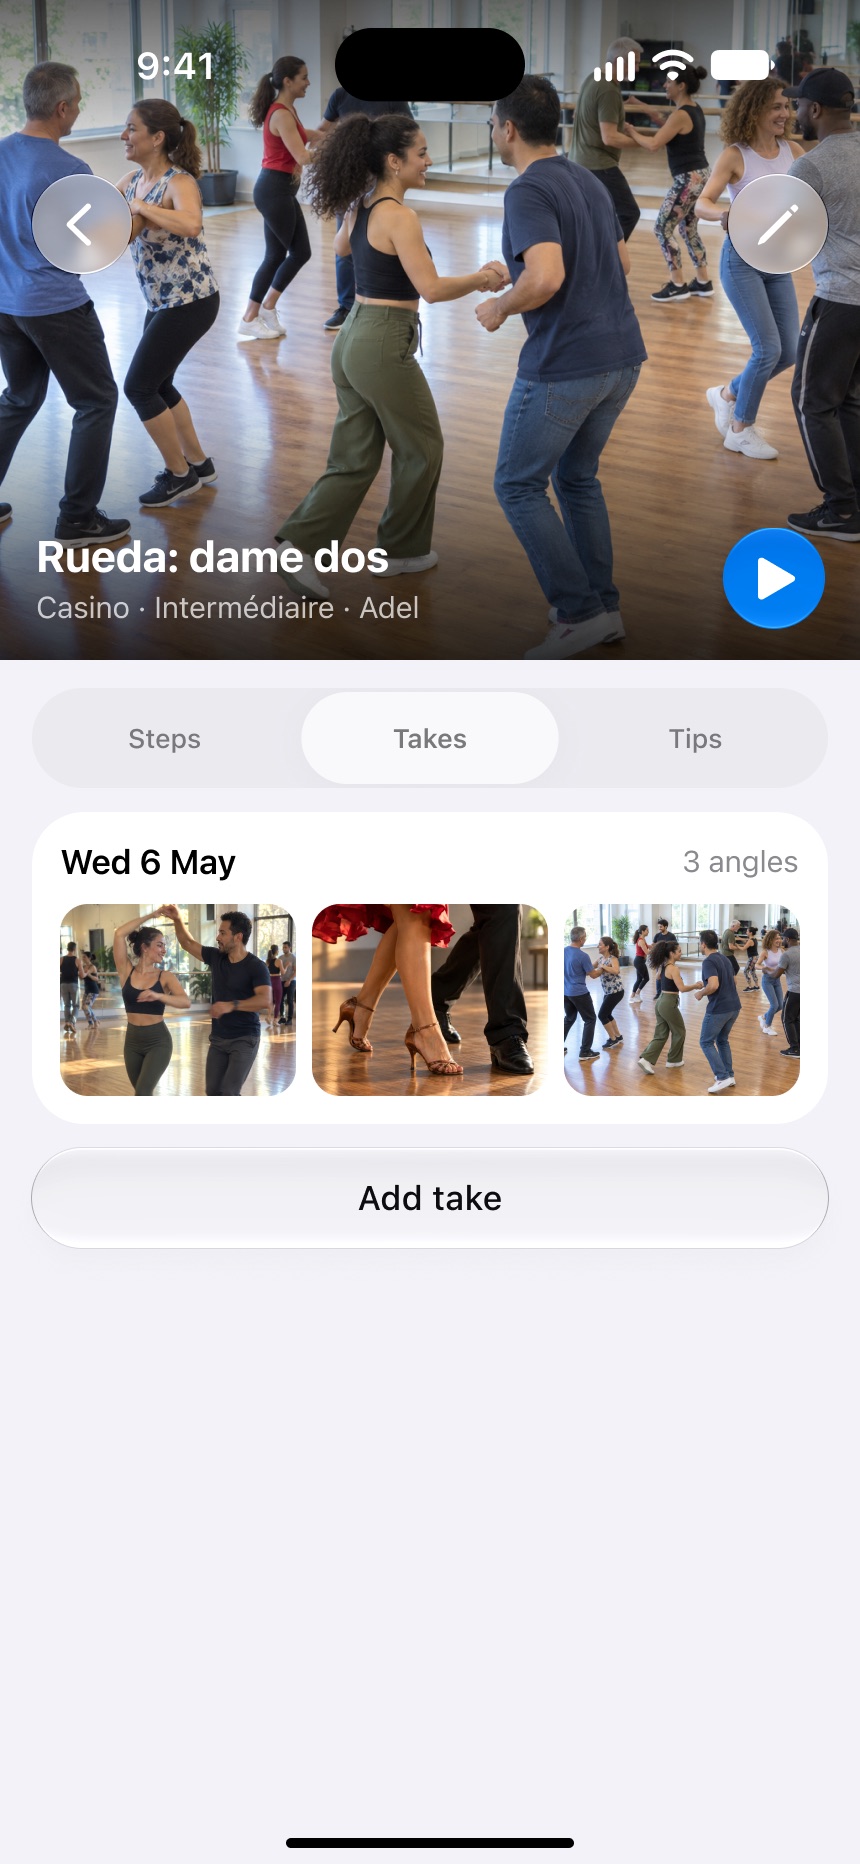 9:41
Rueda: dame dos
Casino · Intermédiaire · Adel
Steps
Takes
Tips
Wed 6 May
3 angles
Add take